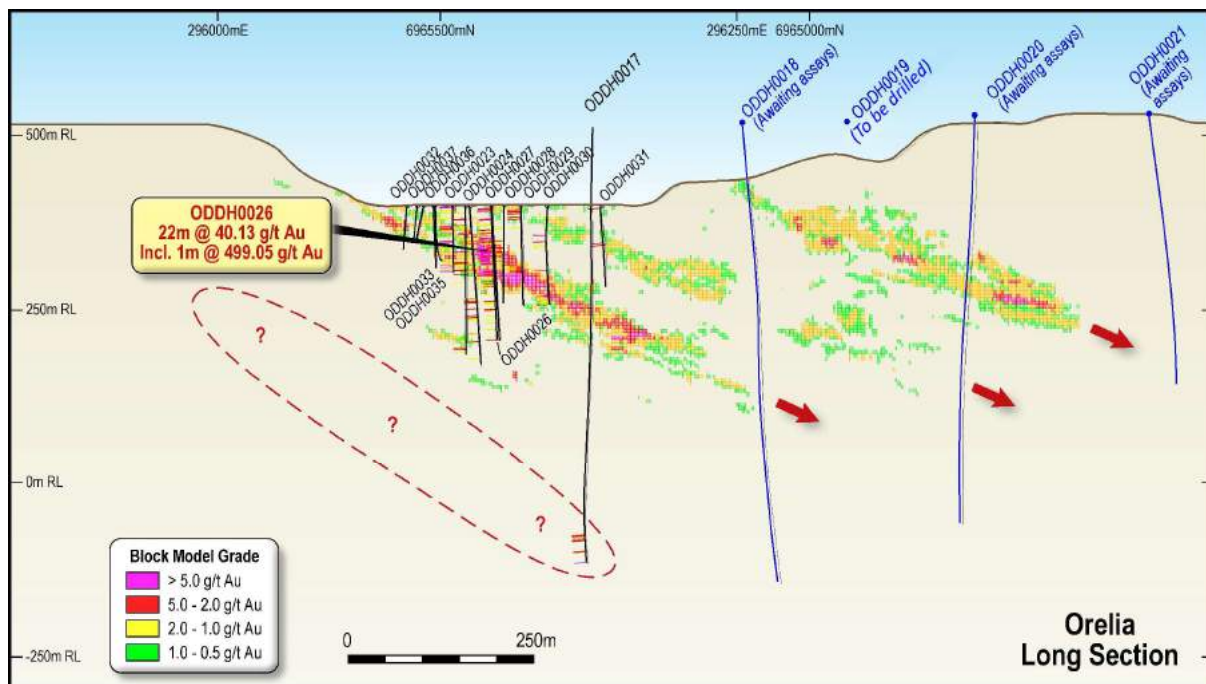 296000mE
6965500mN
296250mE 6965000mN
500m RL
250m RL
0m RL
-250m RL
ODDH0032
ODDH0037
ODDH0036
ODDH0023
ODDH0024
ODDH0027
ODDH0028
ODDH0029
ODDH0030
ODDH0017
ODDH0031
ODDH0018
(Awaiting assays)
ODDH0019
(To be drilled)
ODDH0020
(Awaiting assays)
ODDH0021
(Awaiting
assays)
ODDH0026
22m @ 40.13 g/t Au
Incl. 1m @ 499.05 g/t Au
ODDH0033
ODDH0035
ODDH0026
?
?
?
Block Model Grade
> 5.0 g/t Au
5.0 - 2.0 g/t Au
2.0 - 1.0 g/t Au
1.0 - 0.5 g/t Au
0 250m
Orelia
Long Section